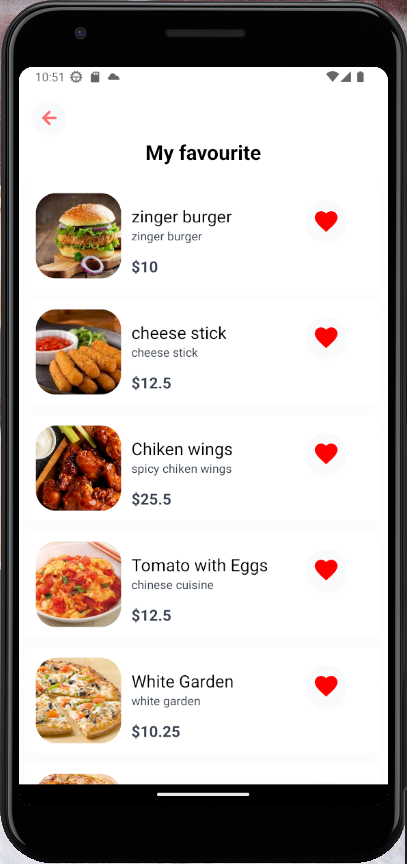 10:51
My favourite
zinger burger
zinger burger
$10
cheese stick
cheese stick
$12.5
Chiken wings
spicy chiken wings
$25.5
Tomato with Eggs
chinese cuisine
$12.5
White Garden
white garden
$10.25